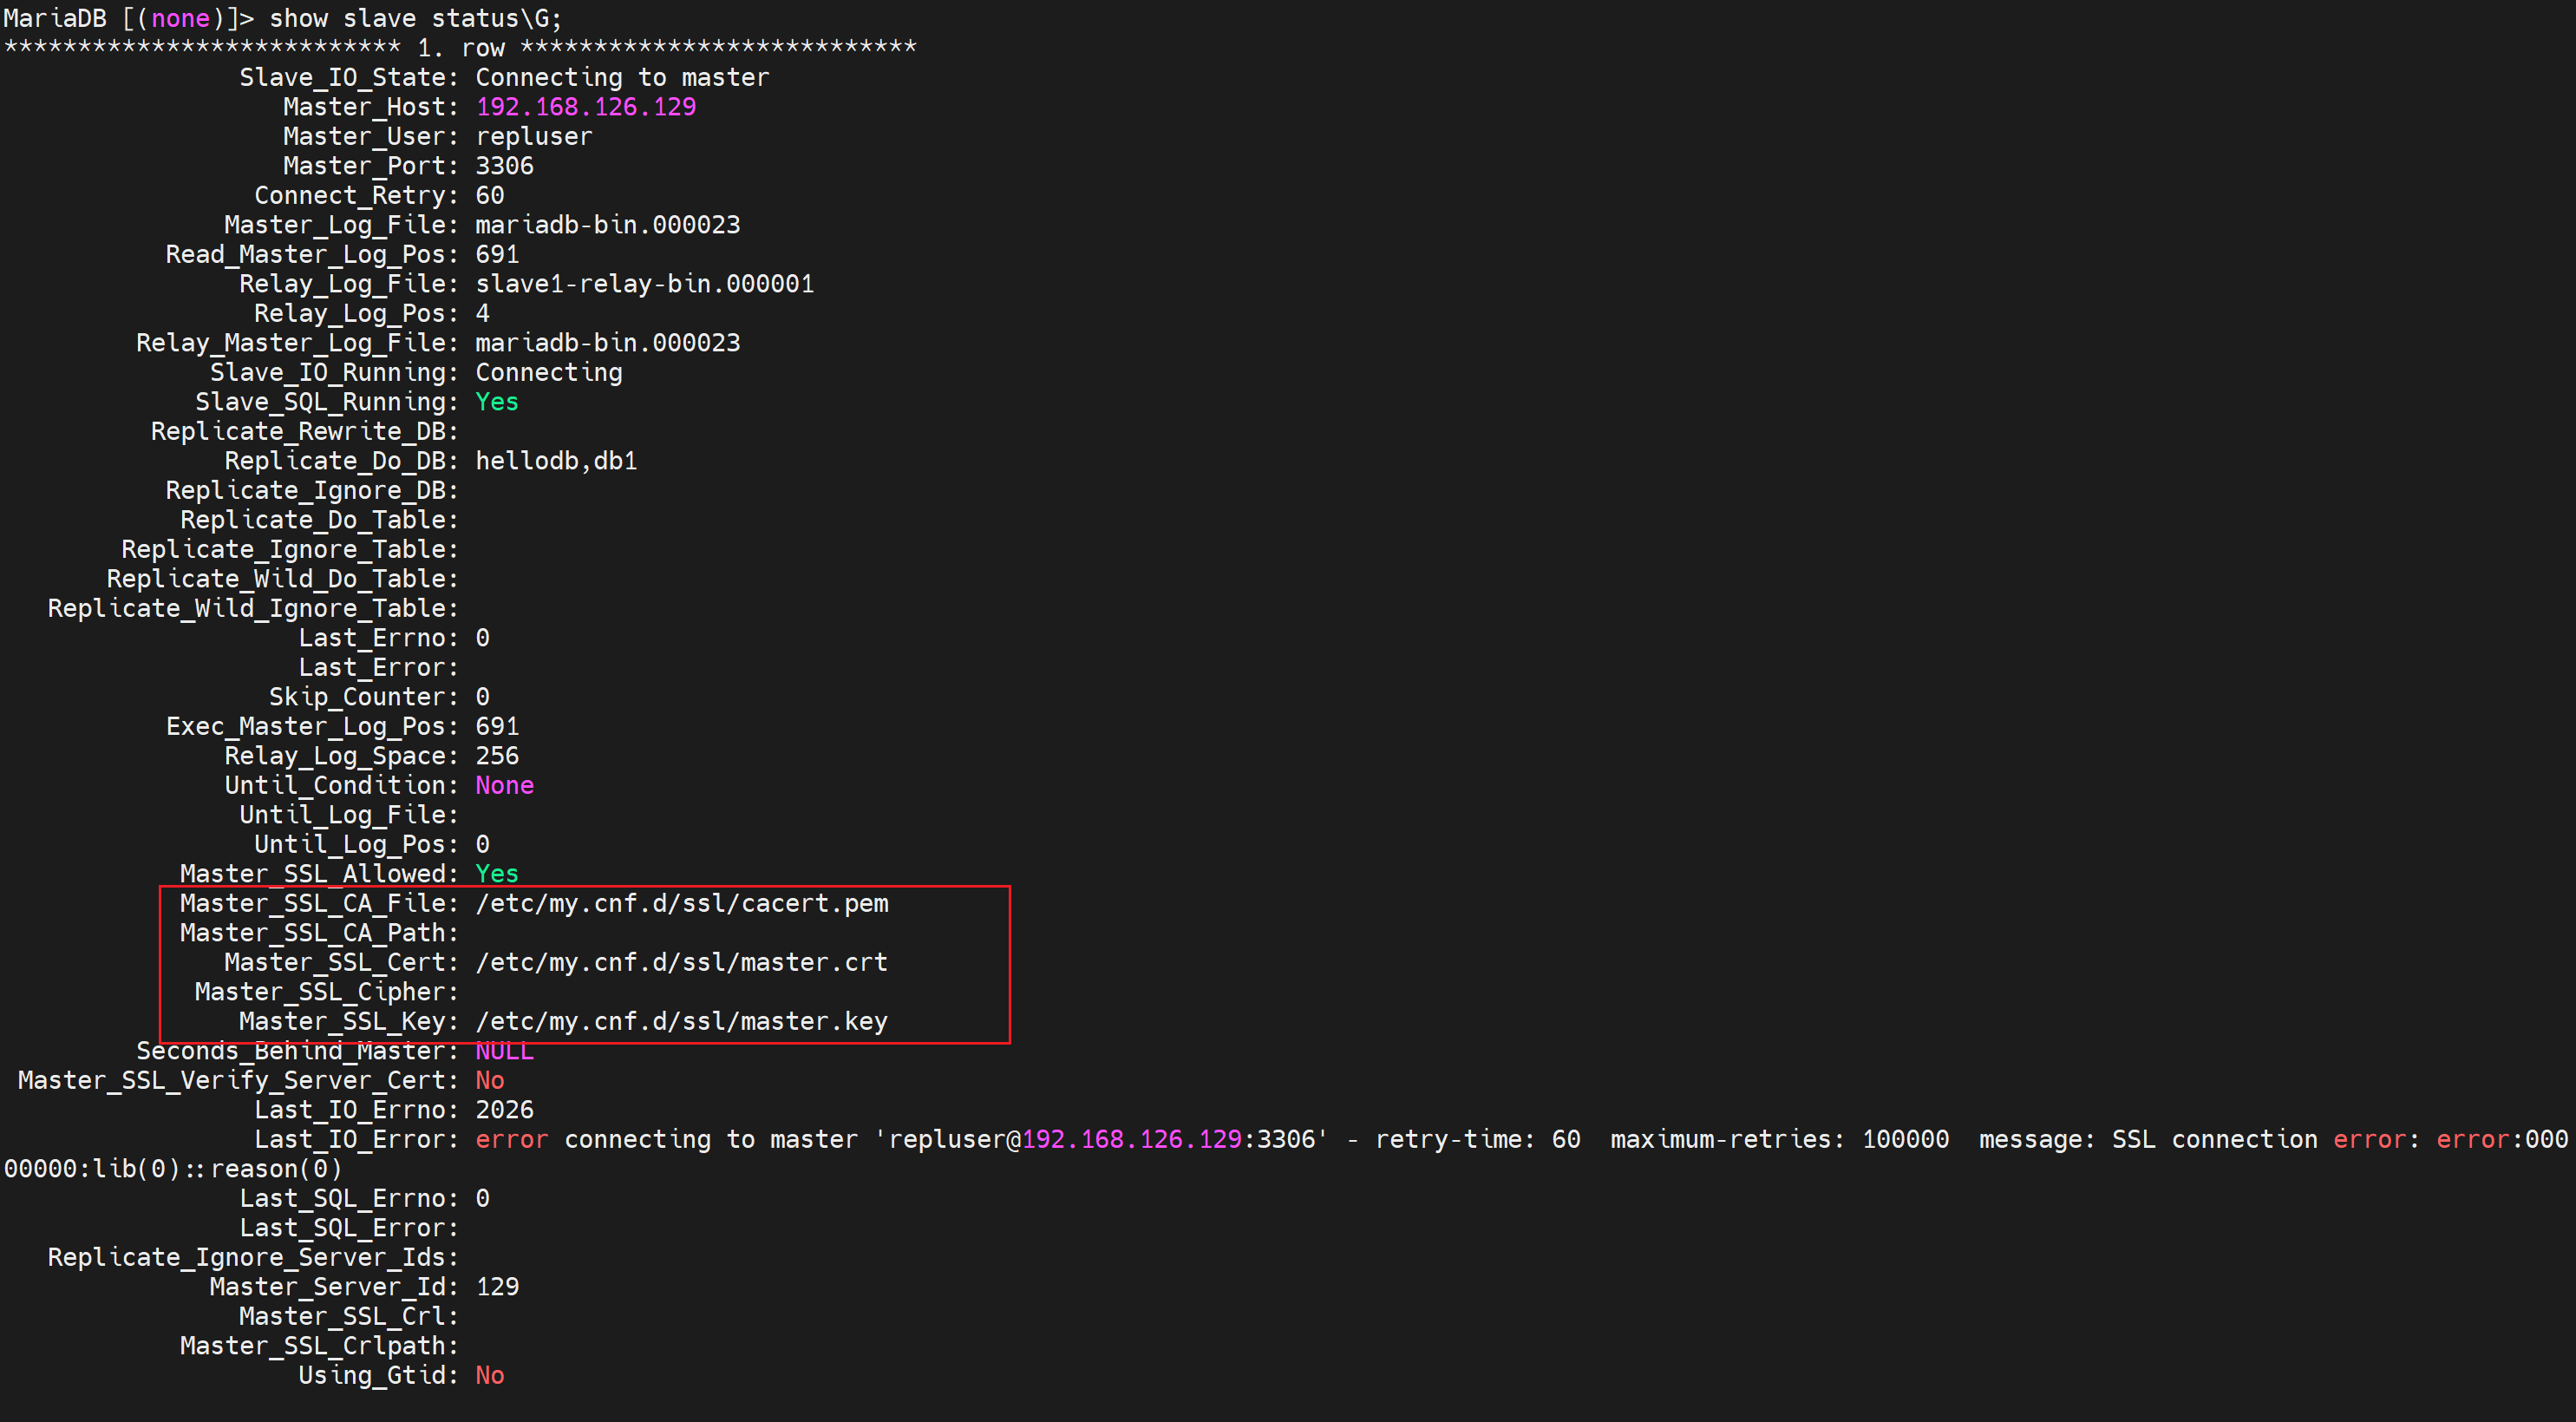 MariaDB [(none)]> show slave status\G;
*************************** 1. row ***************************
Slave_IO_State: Connecting to master
Master_Host: 192.168.126.129
Master_User: repluser
Master_Port: 3306
Connect_Retry: 60
Master_Log_File: mariadb-bin.000023
Read_Master_Log_Pos: 691
Relay_Log_File: slave1-relay-bin.000001
Relay_Log_Pos: 4
Relay_Master_Log_File: mariadb-bin.000023
Slave_IO_Running: Connecting
Slave_SQL_Running: Yes
Replicate_Rewrite_DB:
Replicate_Do_DB: hellodb,db1
Replicate_Ignore_DB:
Replicate_Do_Table:
Replicate_Ignore_Table:
Replicate_Wild_Do_Table:
Replicate_Wild_Ignore_Table:
Last_Errno: 0
Last_Error:
Skip_Counter: 0
Exec_Master_Log_Pos: 691
Relay_Log_Space: 256
Until_Condition: None
Until_Log_File:
Until_Log_Pos: 0
Master_SSL_Allowed: Yes
Master_SSL_CA_File: /etc/my.cnf.d/ssl/cacert.pem
Master_SSL_CA_Path:
Master_SSL_Cert: /etc/my.cnf.d/ssl/master.crt
Master_SSL_Cipher:
Master_SSL_Key: /etc/my.cnf.d/ssl/master.key
Seconds_Behind_Master: NULL
Master_SSL_Verify_Server_Cert: No
Last_IO_Errno: 2026
Last_IO_Error: error connecting to master 'repluser@192.168.126.129:3306' - retry-time: 60  maximum-retries: 100000  message: SSL connection error: error:000
00000:lib(0)::reason(0)
Last_SQL_Errno: 0
Last_SQL_Error:
Replicate_Ignore_Server_Ids:
Master_Server_Id: 129
Master_SSL_Crl:
Master_SSL_Crlpath:
Using_Gtid: No